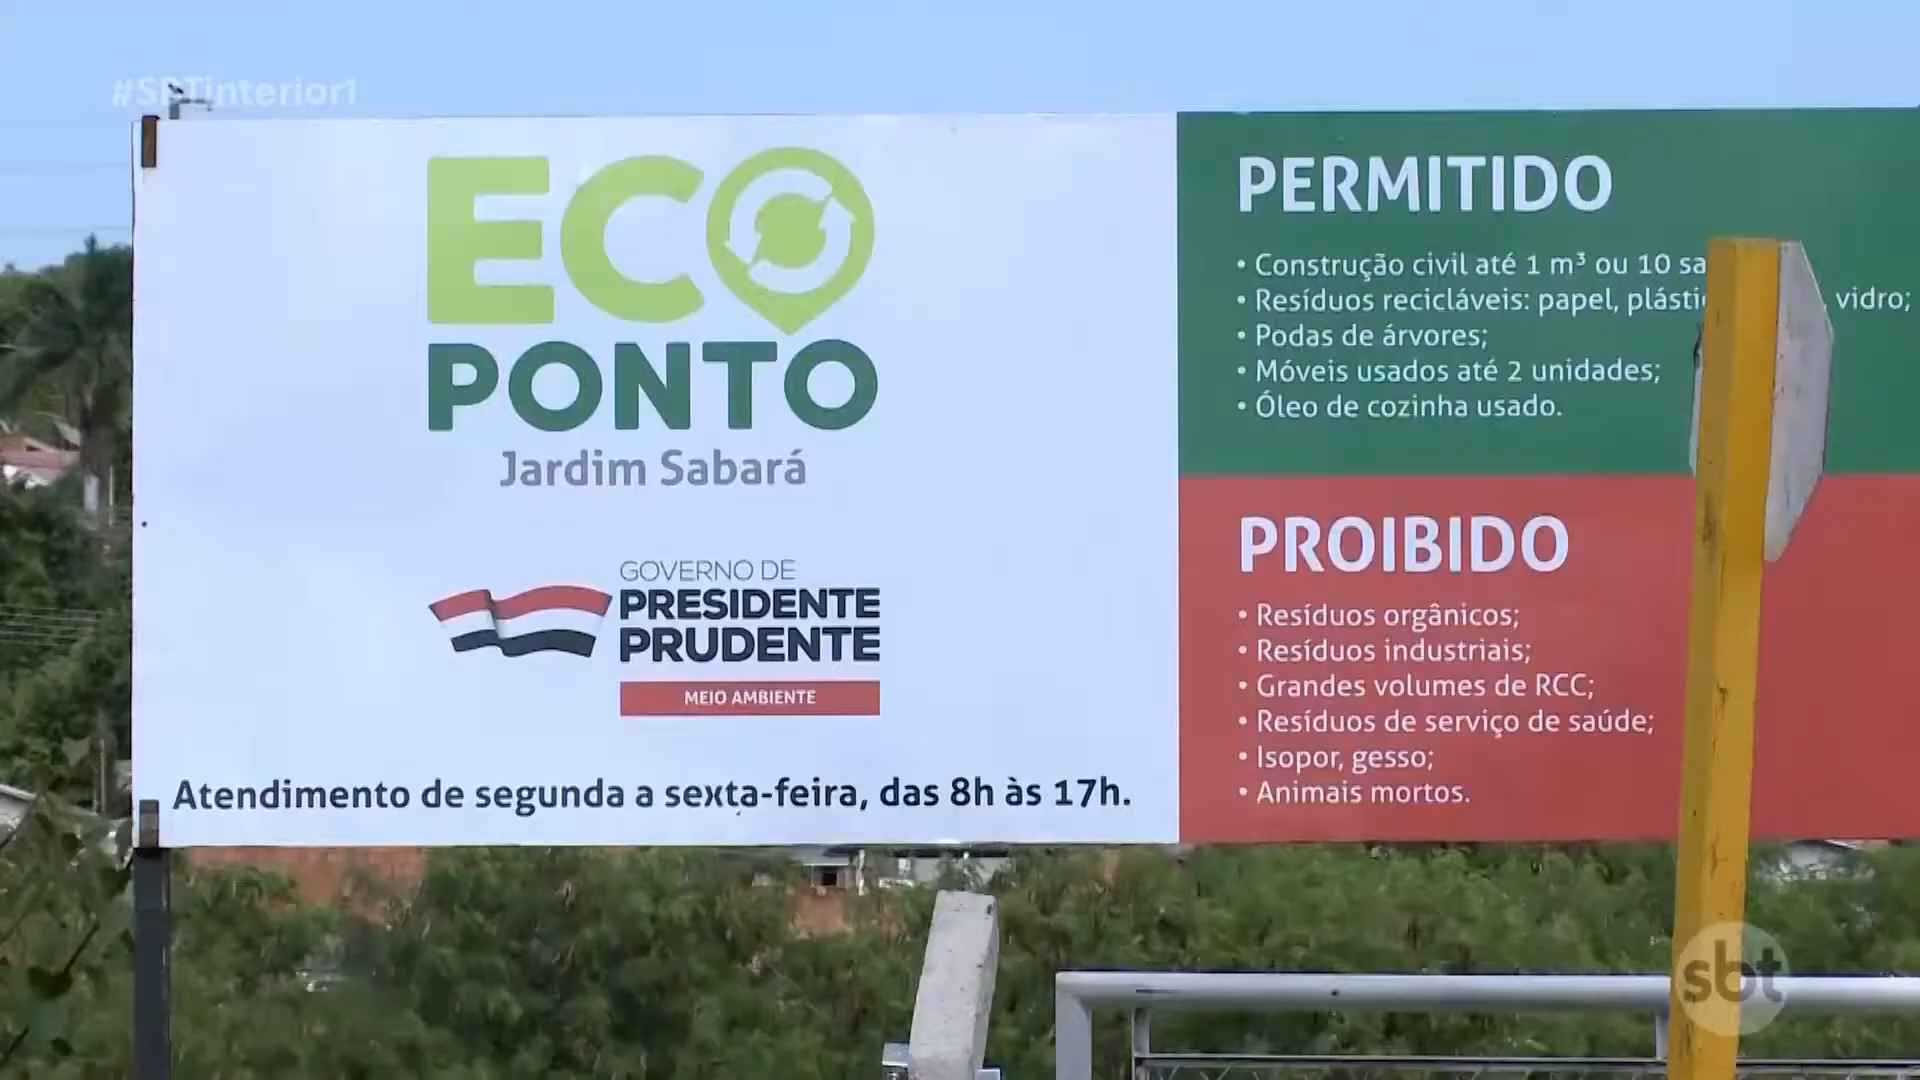 #SBTinterior1
ECO
PONTO
Jardim Sabará
GOVERNO DE
PRESIDENTE
PRUDENTE
MEIO AMBIENTE
Atendimento de segunda a sexta-feira, das 8h às 17h.
PERMITIDO
• Construção civil até 1 m³ ou 10
• Resíduos recicláveis: papel, vidro;
• Podas de árvores;
• Móveis usados até 2 unidades;
• Óleo de cozinha usado.
PROIBIDO
• Resíduos orgânicos;
• Resíduos industriais;
• Grandes volumes de RCC;
• Resíduos de serviço de saúde;
• Isopor, gesso;
• Animais mortos.
sbt